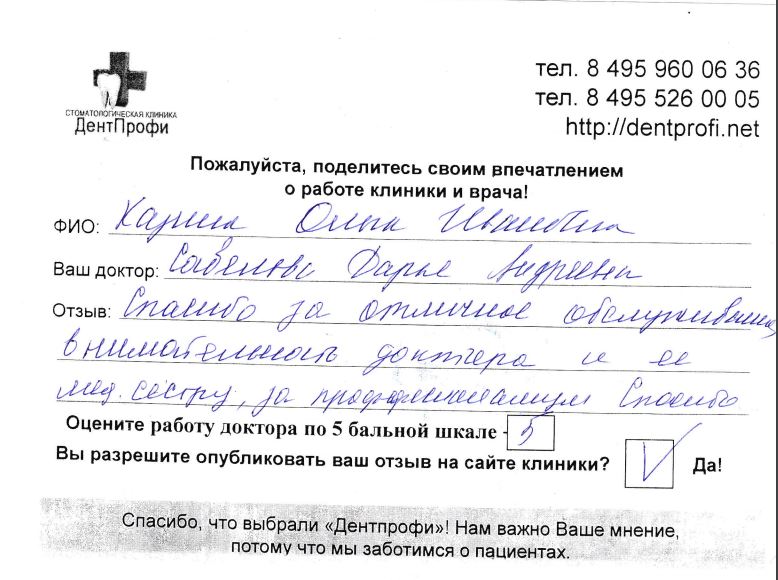 СТОМАТОЛОГИЧЕСКАЯ КЛИНИКА
ДентПрофи
тел. 8 495 960 06 36
тел. 8 495 526 00 05
http://dentprofi.net
Пожалуйста, поделитесь своим впечатлением
о работе клиники и врача!
ФИО: Ольга Ивановна
Ваш доктор: Савельева Дарья Андреевна
Отзыв: Спасибо за отличное обслуживание,
внимательность доктора и ее
мед. сестру, за профессионализм Спасибо
Оцените работу доктора по 5 бальной шкале - 5
Вы разрешите опубликовать ваш отзыв на сайте клиники? V Да!
Спасибо, что выбрали «Дентпрофи»! Нам важно Ваше мнение,
потому что мы заботимся о пациентах.